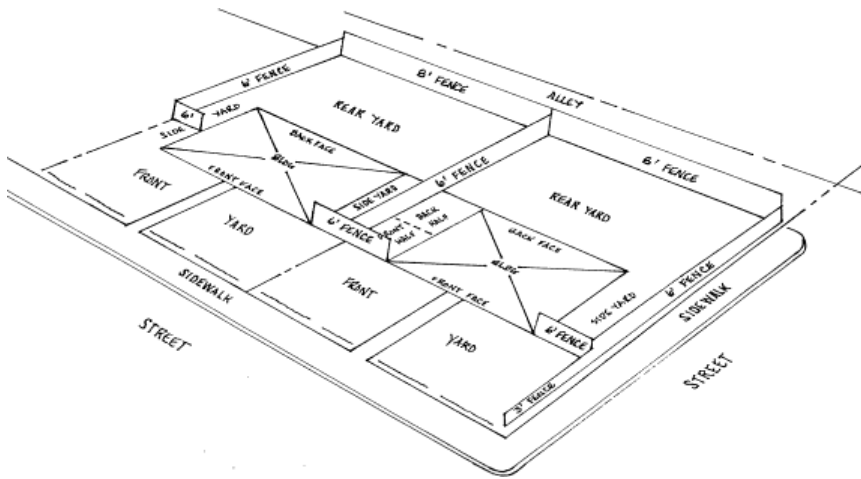 6' FENCE
8' FENCE
ALLEY
6'
SIDE YARD
REAR YARD
BACK FACE
BLDG
FRONT FACE
FRONT
YARD
SIDE YARD
6' FENCE
6' FENCE
FRONT HALF
BACK HALF
8' FENCE
REAR YARD
BACK FACE
BLDG
FRONT FACE
FRONT
YARD
6' FENCE
SIDE YARD
6' FENCE
3' FENCE
SIDEWALK
SIDEWALK
STREET
STREET